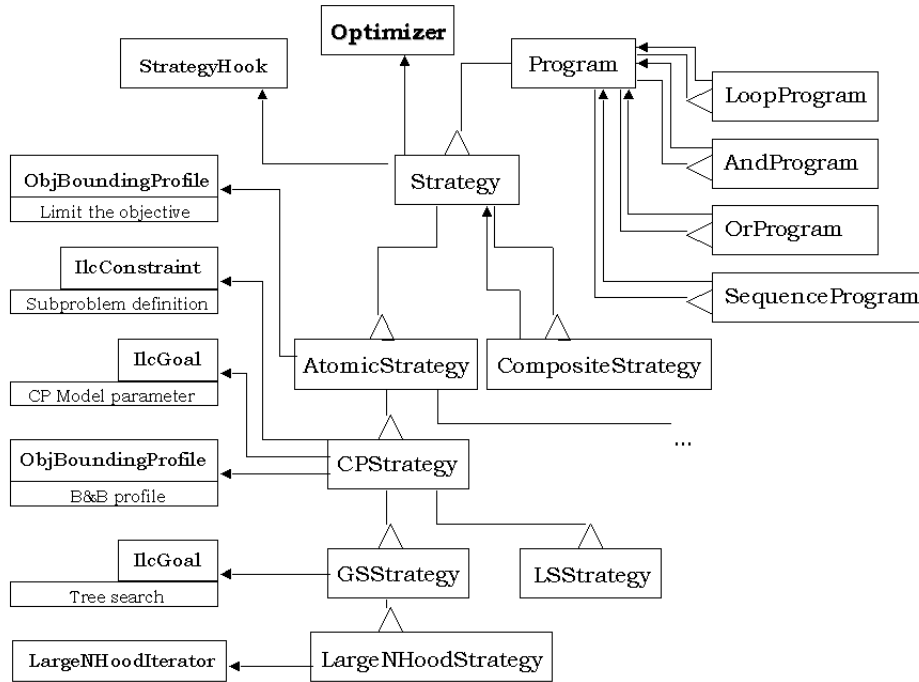 Optimizer
StrategyHook
Program
LoopProgram
AndProgram
Strategy
ObjBoundingProfile
Limit the objective
OrProgram
IlcConstraint
Subproblem definition
SequenceProgram
IlcGoal
CP Model parameter
AtomicStrategy
CompositeStrategy
...
ObjBoundingProfile
B&B profile
CPStrategy
IlcGoal
Tree search
GSStrategy
LSStrategy
LargeNHoodIterator
LargeNHoodStrategy